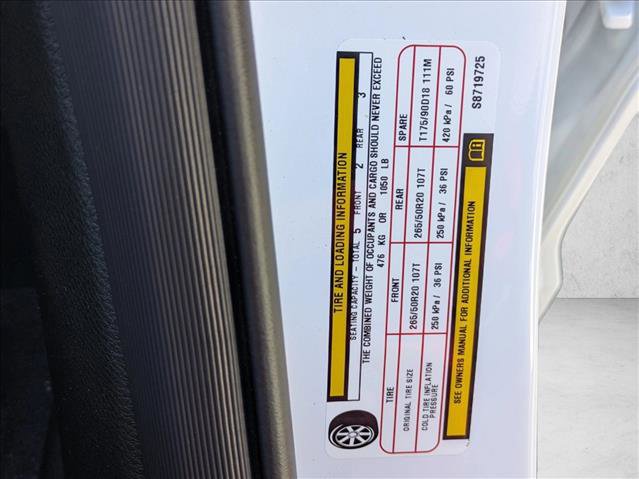 TIRE AND LOADING INFORMATION
SEATING CAPACITY - TOTAL 5 FRONT 2 REAR 3
THE COMBINED WEIGHT OF OCCUPANTS AND CARGO SHOULD NEVER EXCEED
476 KG OR 1050 LB
TIRE FRONT REAR SPARE
ORIGINAL TIRE SIZE 265/50R20 107T 265/50R20 107T T175/90D18 111M
COLD TIRE INFLATION PRESSURE 250 kPa / 36 PSI 250 kPa / 36 PSI 420 kPa / 60 PSI
SEE OWNERS MANUAL FOR ADDITIONAL INFORMATION
S8719725